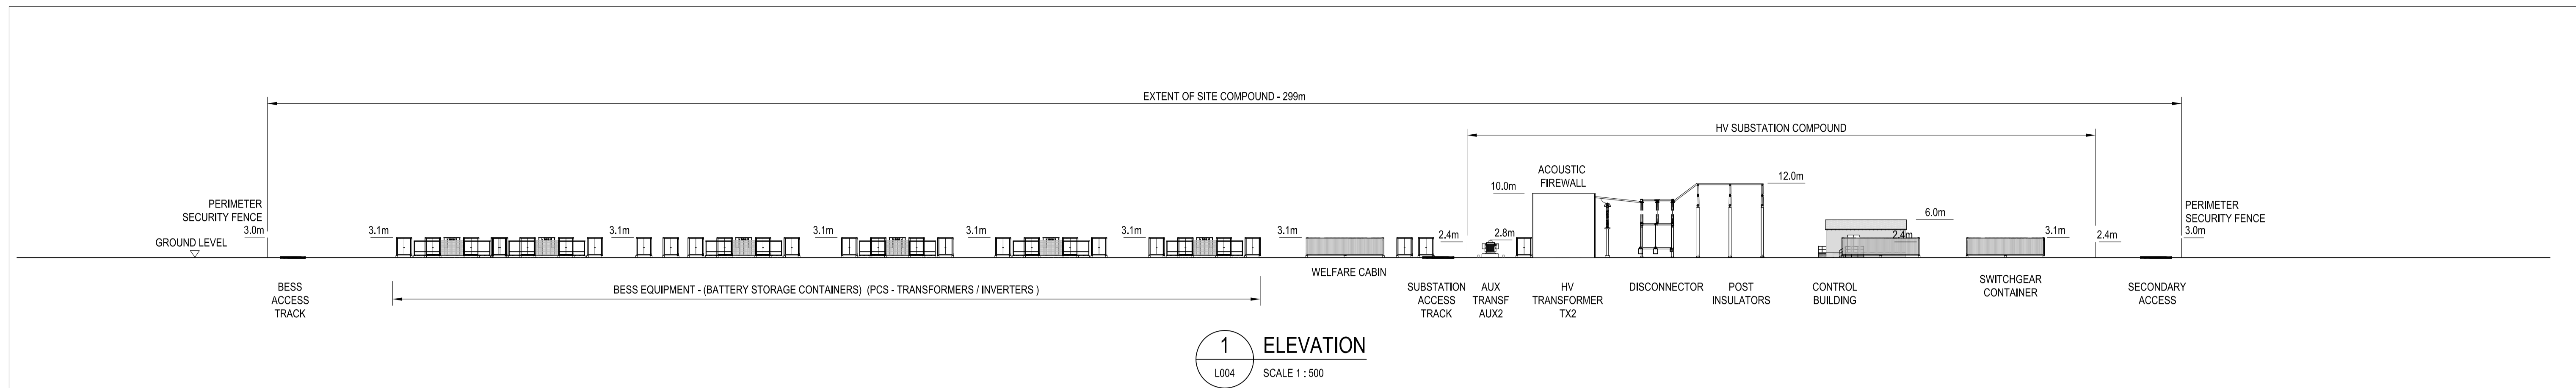 EXTENT OF SITE COMPOUND - 299m
HV SUBSTATION COMPOUND
ACOUSTIC
FIREWALL
10.0m
12.0m
PERIMETER
SECURITY FENCE
3.0m
GROUND LEVEL
3.1m
3.1m
3.1m
3.1m
3.1m
3.1m
2.4m
2.8m
6.0m
2.4m
3.1m
2.4m
PERIMETER
SECURITY FENCE
3.0m
BESS
ACCESS
TRACK
BESS EQUIPMENT - (BATTERY STORAGE CONTAINERS) (PCS - TRANSFORMERS / INVERTERS )
WELFARE CABIN
SUBSTATION
ACCESS
TRACK
AUX
TRANSF
AUX2
HV
TRANSFORMER
TX2
DISCONNECTOR
POST
INSULATORS
CONTROL
BUILDING
SWITCHGEAR
CONTAINER
SECONDARY
ACCESS
1
L004
ELEVATION
SCALE 1 : 500